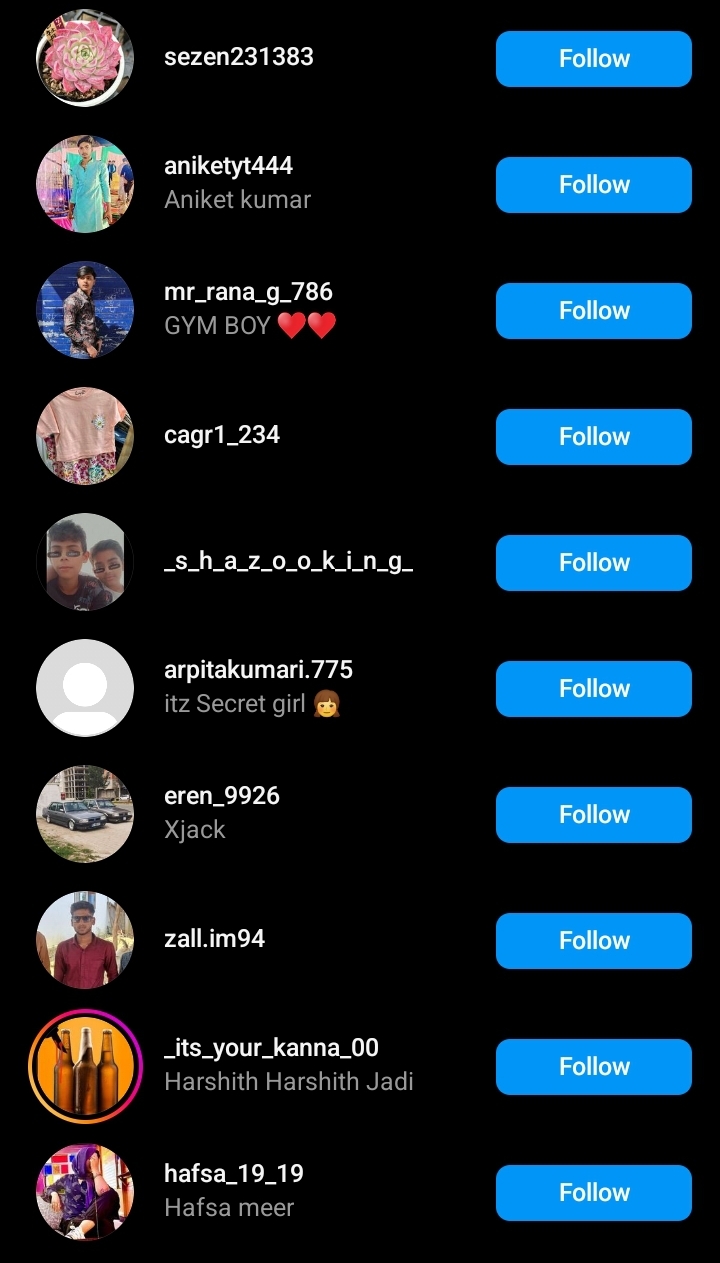 sezen231383
Follow
aniketyt444
Aniket kumar
Follow
mr_rana_g_786
GYM BOY ❤️❤️
Follow
cagr1_234
Follow
_s_h_a_z_o_o_k_i_n_g_
Follow
arpitakumari.775
itz Secret girl 👧
Follow
eren_9926
Xjack
Follow
zall.im94
Follow
_its_your_kanna_00
Harshith Harshith Jadi
Follow
hafsa_19_19
Hafsa meer
Follow